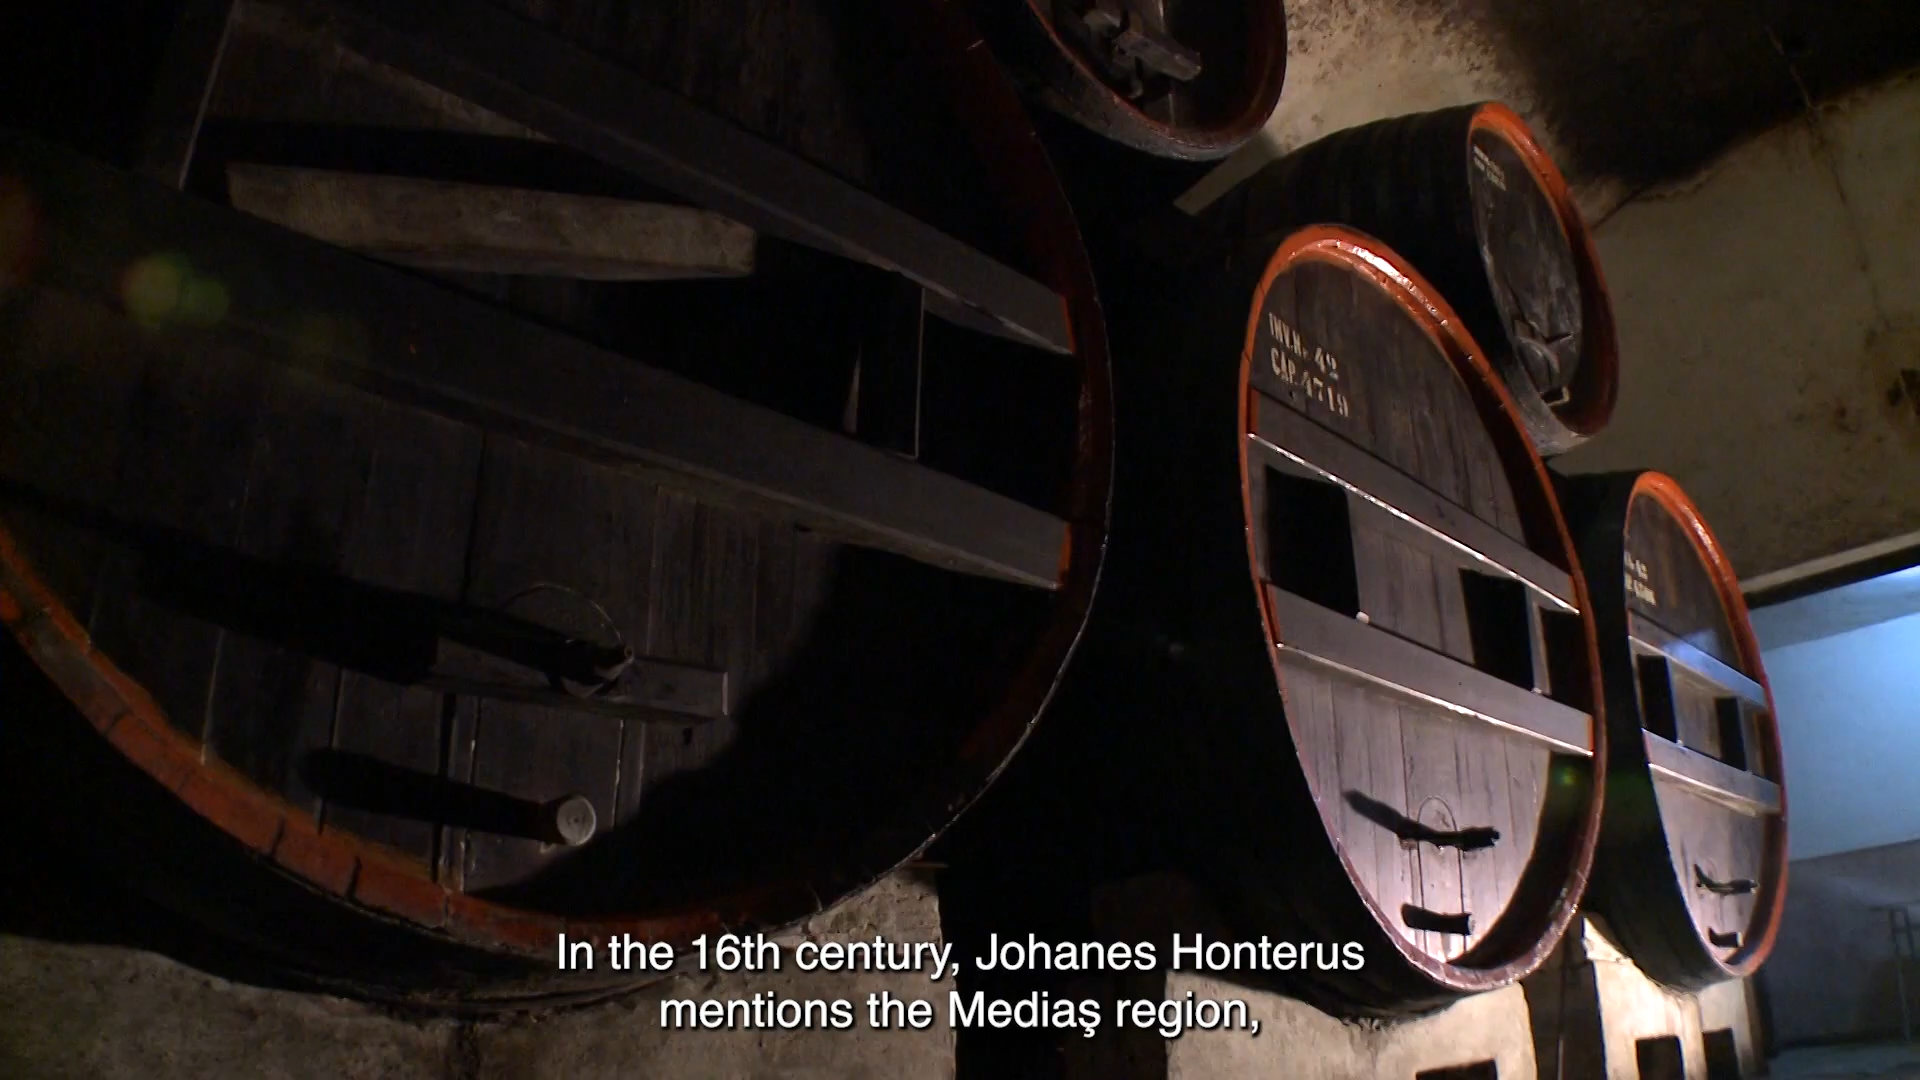 INV.Nr 42
CAP. 4719
In the 16th century, Johanes Honterus
mentions the Mediaş region,